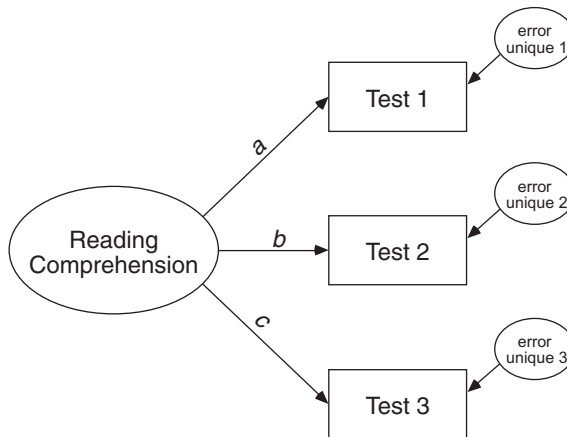 error
unique 1
Test 1
a
error
unique 2
Reading
Comprehension
b
Test 2
c
error
unique 3
Test 3